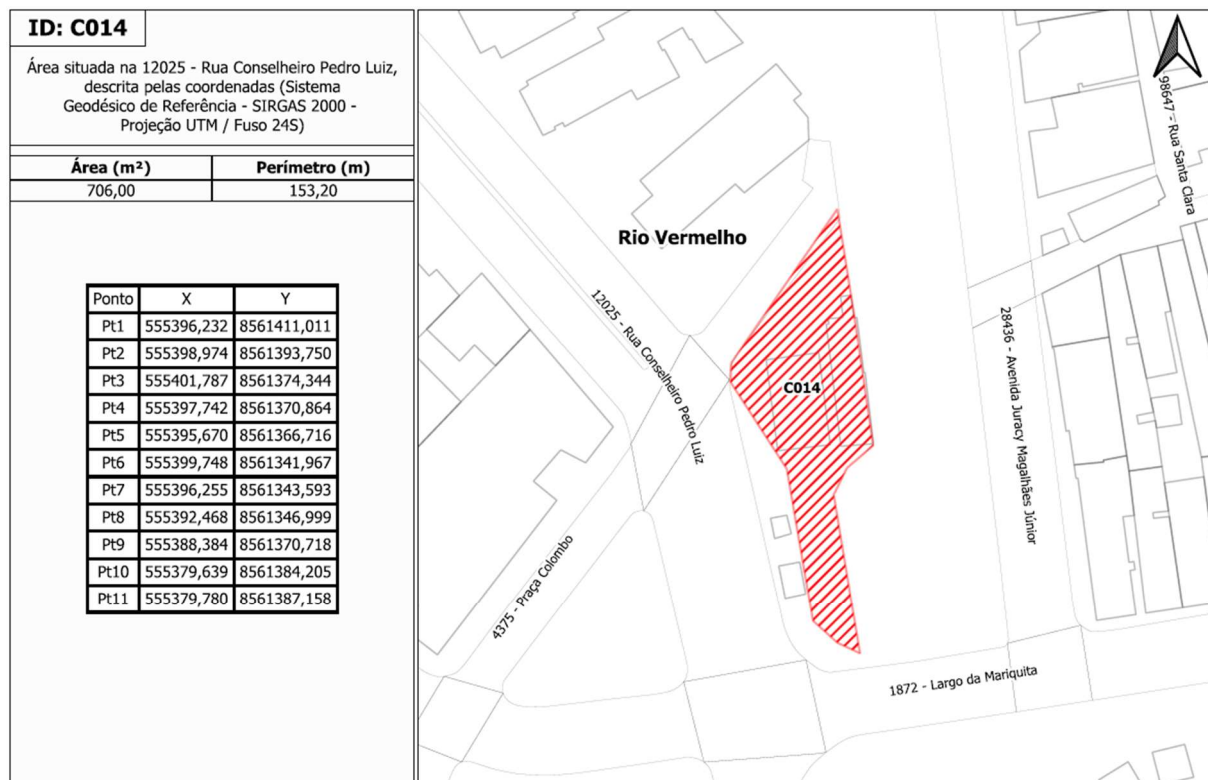 ID: C014
Área situada na 12025 - Rua Conselheiro Pedro Luiz,
descrita pelas coordenadas (Sistema
Geodésico de Referência - SIRGAS 2000 -
Projeção UTM / Fuso 24S)
Área (m²) Perímetro (m)
706,00 153,20
Ponto X Y
Pt1 555396,232 8561411,011
Pt2 555398,974 8561393,750
Pt3 555401,787 8561374,344
Pt4 555397,742 8561370,864
Pt5 555395,670 8561366,716
Pt6 555399,748 8561341,967
Pt7 555396,255 8561343,593
Pt8 555392,468 8561346,999
Pt9 555388,384 8561370,718
Pt10 555379,639 8561384,205
Pt11 555379,780 8561387,158
98647 - Rua Santa Clara
Rio Vermelho
12025 - Rua Conselheiro Pedro Luiz
C014
28436 - Avenida Juracy Magalhães Júnior
4375 - Praça Colombo
1872 - Largo da Mariquita